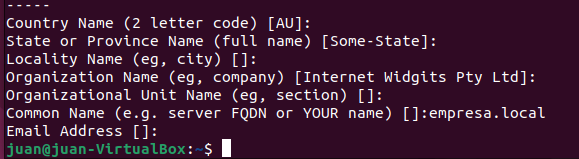 -----
Country Name (2 letter code) [AU]:
State or Province Name (full name) [Some-State]:
Locality Name (eg, city) []:
Organization Name (eg, company) [Internet Widgits Pty Ltd]:
Organizational Unit Name (eg, section) []:
Common Name (e.g. server FQDN or YOUR name) []:empresa.local
Email Address []:
juan@juan-VirtualBox:~$